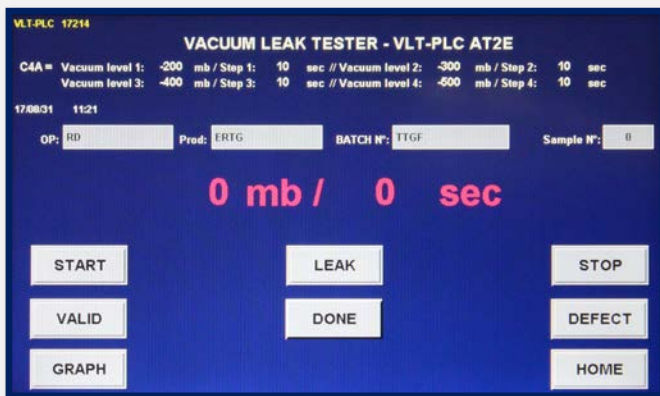 VLT-PLC 17214
VACUUM LEAK TESTER - VLT-PLC AT2E
C4A = Vacuum level 1: -200 mb / Step 1: 10 sec // Vacuum level 2: -300 mb / Step 2: 10 sec
Vacuum level 3: -400 mb / Step 3: 10 sec // Vacuum level 4: -500 mb / Step 4: 10 sec
17/08/31 11:21
OP: RD Prod: ERTG BATCH N°: TTGF Sample N°: 0
0 mb / 0 sec
START LEAK STOP
VALID DONE DEFECT
GRAPH HOME